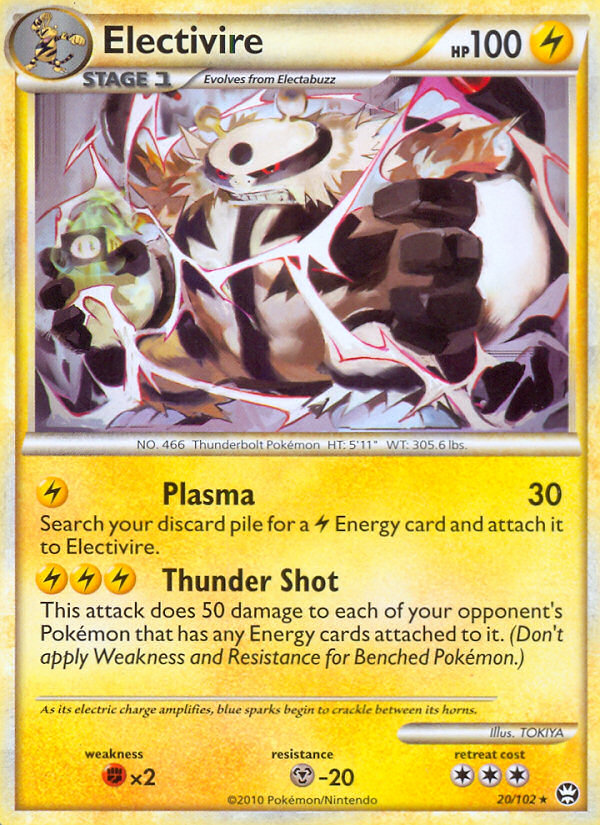 Electivire
HP100
STAGE 1
Evolves from Electabuzz
NO. 466 Thunderbolt Pokémon HT: 5'11" WT: 305.6 lbs.
Plasma 30
Search your discard pile for a Energy card and attach it
to Electivire.
Thunder Shot
This attack does 50 damage to each of your opponent's
Pokémon that has any Energy cards attached to it. (Don't
apply Weakness and Resistance for Benched Pokémon.)
As its electric charge amplifies, blue sparks begin to crackle between its horns.
Illus. TOKIYA
weakness resistance retreat cost
×2 -20
©2010 Pokémon/Nintendo 20/102 ★